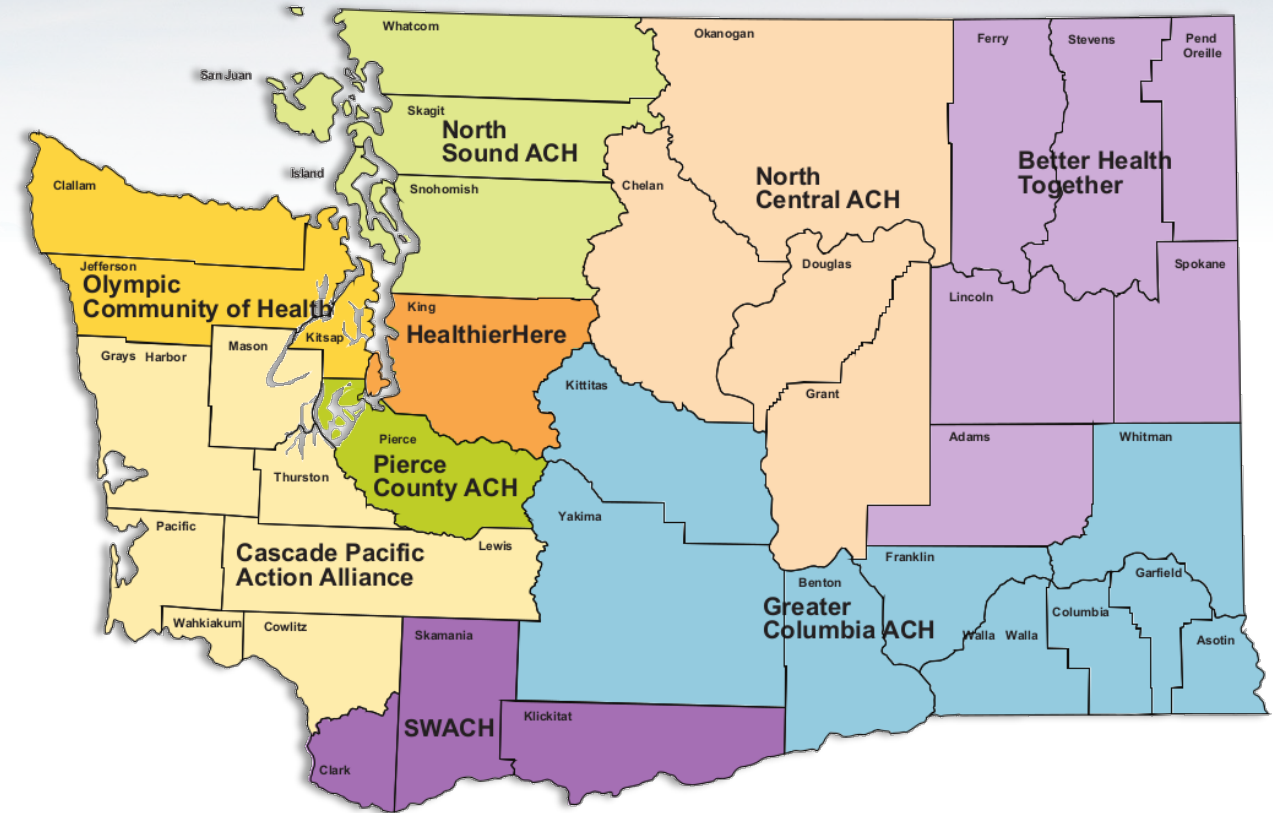 Whatcom
Okanogan
Ferry
Stevens
Pend
Oreille
San Juan
Skagit
North
Sound ACH
Island
Snohomish
Chelan
North
Central ACH
Better Health
Together
Clallam
Jefferson
Olympic
Community of Health
Kitsap
Douglas
Spokane
Lincoln
King
HealthierHere
Grays Harbor
Mason
Kittitas
Grant
Pierce
Pierce
County ACH
Adams
Whitman
Thurston
Yakima
Pacific
Lewis
Cascade Pacific
Action Alliance
Franklin
Benton
Greater
Columbia ACH
Garfield
Columbia
Walla Walla
Asotin
Wahkiakum
Cowlitz
Skamania
SWACH
Klickitat
Clark